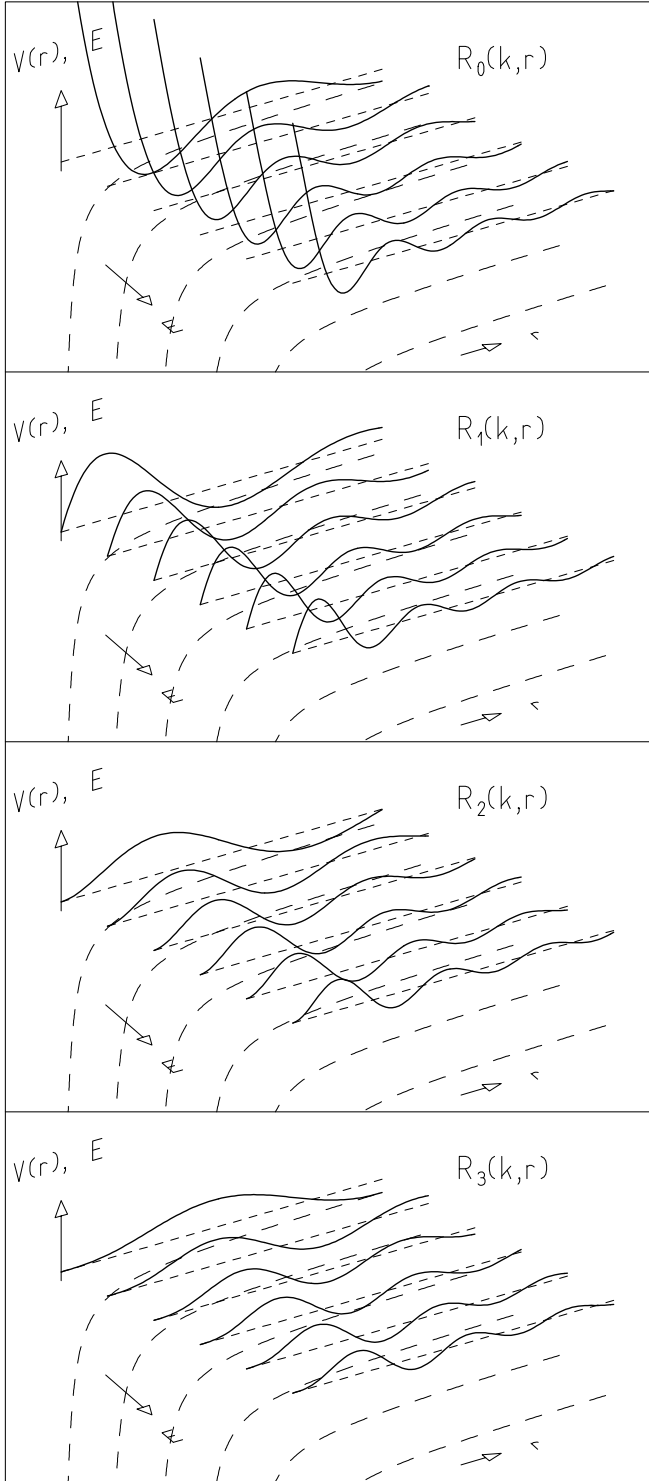 V(r), E
R₀(k,r)
V(r), E
R₁(k,r)
V(r), E
R₂(k,r)
V(r), E
R₃(k,r)